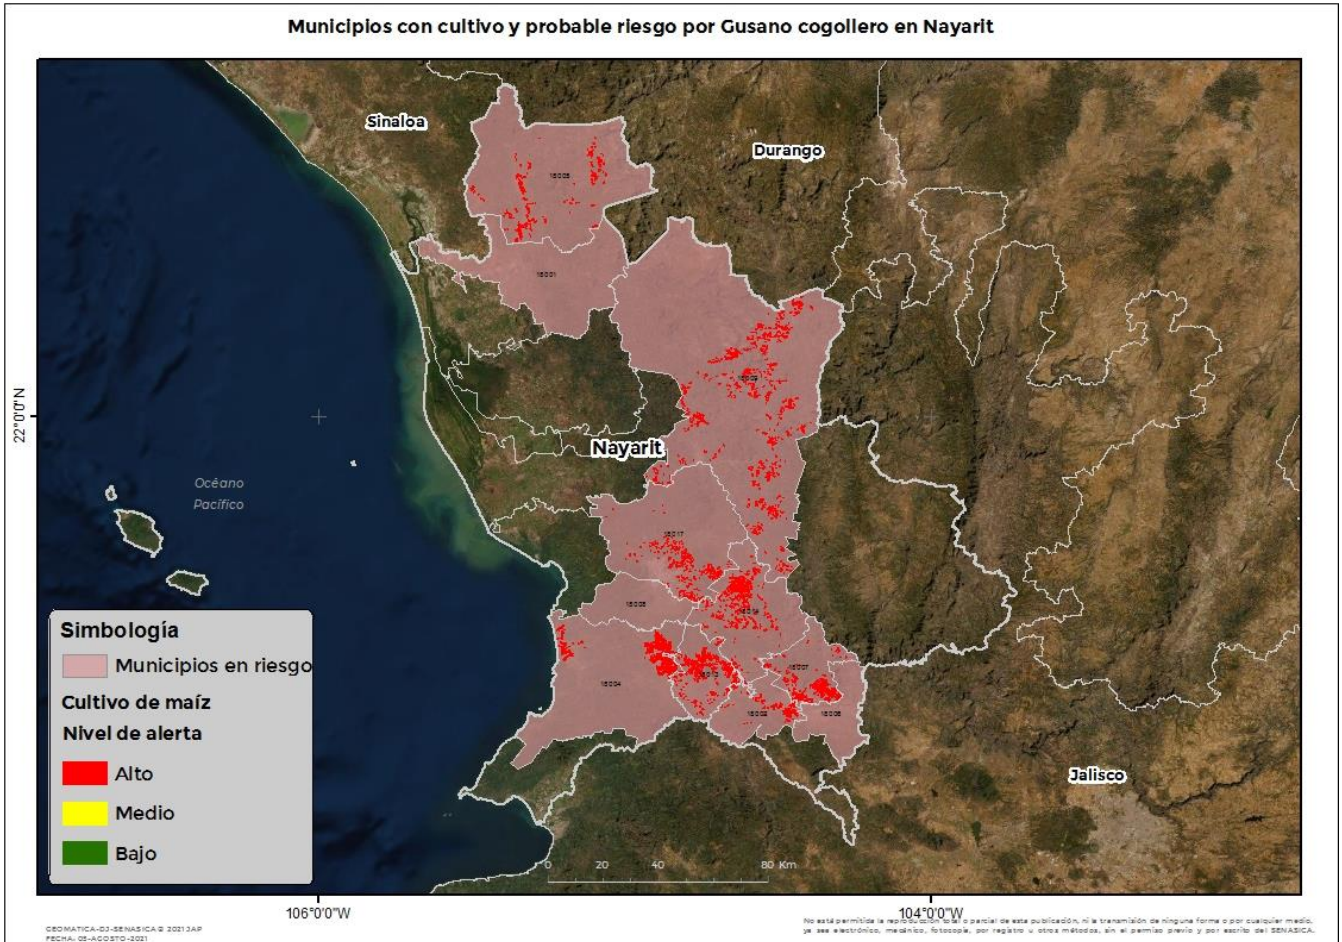 Municipios con cultivo y probable riesgo por Gusano cogollero en Nayarit
Sinaloa
Durango
18001
22°0'0"N
Nayarit
Océano
Pacífico
18017
18004
18007
Jalisco
Simbología
Municipios en riesgo
Cultivo de maíz
Nivel de alerta
Alto
Medio
Bajo
0 20 40 80 Km
106°0'0"W
104°0'0"W
GEOMATICA-DJ-SENASICA© 2021 JAP
FECHA: 05-AGOSTO-2021
No está permitida la reproducción total o parcial de esta publicación, ni la transmisión de ninguna forma o por cualquier medio,
ya sea electrónico, mecánico, fotocopia, por registro u otros métodos, sin el permiso previo y por escrito del SENASICA.